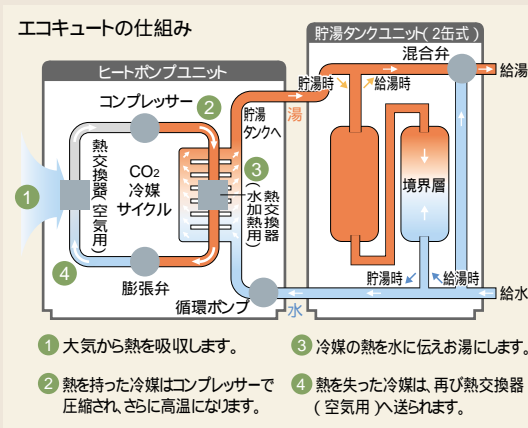 エコキュートの仕組み
貯湯タンクユニット(2缶式)
混合弁
給湯
ヒートポンプユニット
貯湯時
給湯時
コンプレッサー
2
貯湯
タンクへ
湯
熱交換器(空気用)
CO2
冷媒
サイクル
3
熱交換器
(水加熱用)
境界層
1
4
膨張弁
循環ポンプ
水
貯湯時
給湯時
給水
1 大気から熱を吸収します。
2 熱を持った冷媒はコンプレッサーで
圧縮され、さらに高温になります。
3 冷媒の熱を水に伝えお湯にします。
4 熱を失った冷媒は、再び熱交換器
(空気用)へ送られます。